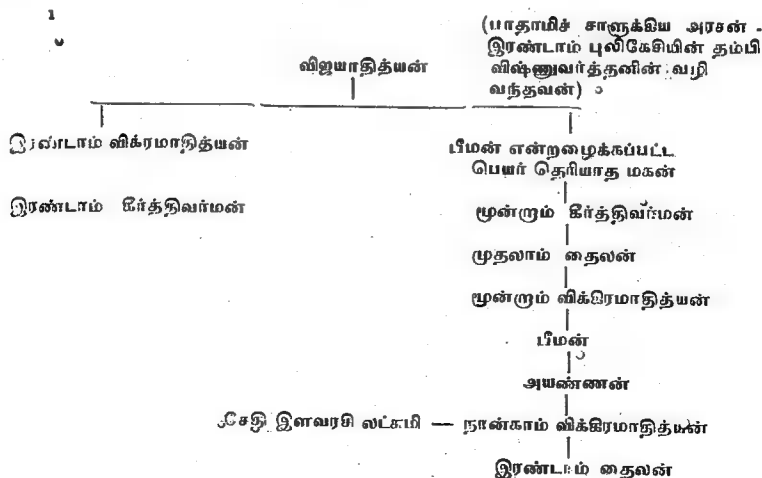 1
(பாதாமிச் சாளுக்கிய அரசன் -
இரண்டாம் புலிகேசியின் தம்பி
விஷ்ணுவர்த்தனின் வழி
வந்தவன்)
விஜயாதித்யன்
இரண்டாம் விக்ரமாதித்யன்
பீமன் என்றழைக்கப்பட்ட
பெயர் தெரியாத மகன்
இரண்டாம் கீர்த்திவர்மன்
மூன்றும் கீர்த்திவர்மன்
முதலாம் தைலன்
மூன்றும் விக்கிரமாதித்யன்
பீமன்
அயண்ணன்
சேதி இளவரசி லட்சுமி — நான்காம் விக்கிரமாதித்யன்
இரண்டாம் தைலன்